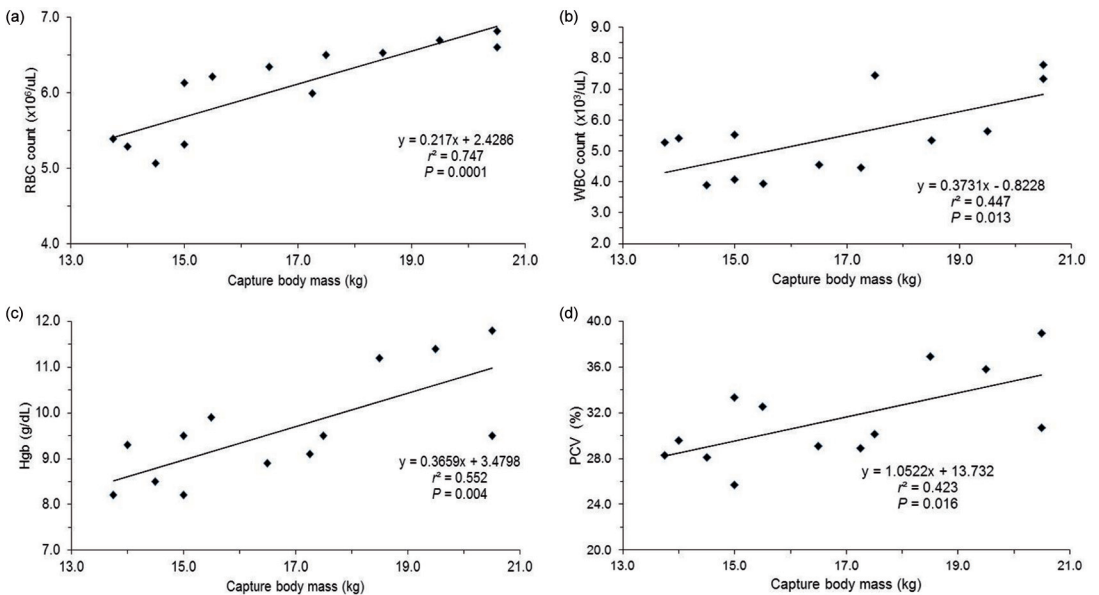 (a)
7.0
6.0
5.0
4.0
RBC count (x10⁶/uL)
y = 0.217x + 2.4286
r² = 0.747
P = 0.0001
13.0 15.0 17.0 19.0 21.0
Capture body mass (kg)
(b)
9.0
8.0
7.0
6.0
5.0
4.0
3.0
2.0
WBC count (x10³/uL)
y = 0.3731x - 0.8228
r² = 0.447
P = 0.013
13.0 15.0 17.0 19.0 21.0
Capture body mass (kg)
(c)
12.0
11.0
10.0
9.0
8.0
7.0
Hgb (g/dL)
y = 0.3659x + 3.4798
r² = 0.552
P = 0.004
13.0 15.0 17.0 19.0 21.0
Capture body mass (kg)
(d)
40.0
36.0
32.0
28.0
24.0
20.0
PCV (%)
y = 1.0522x + 13.732
r² = 0.423
P = 0.016
13.0 15.0 17.0 19.0 21.0
Capture body mass (kg)